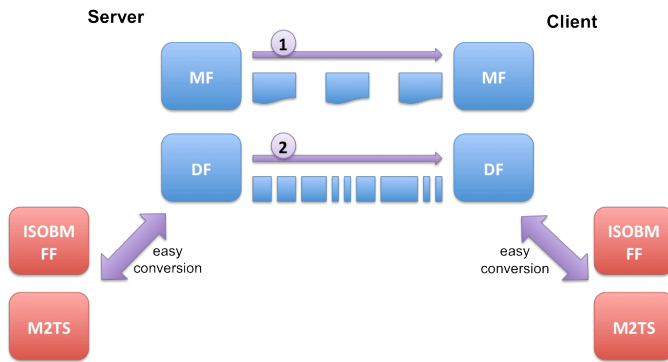 Server
Client
1
MF
MF
2
DF
DF
ISOBM
FF
easy
conversion
easy
conversion
ISOBM
FF
M2TS
M2TS